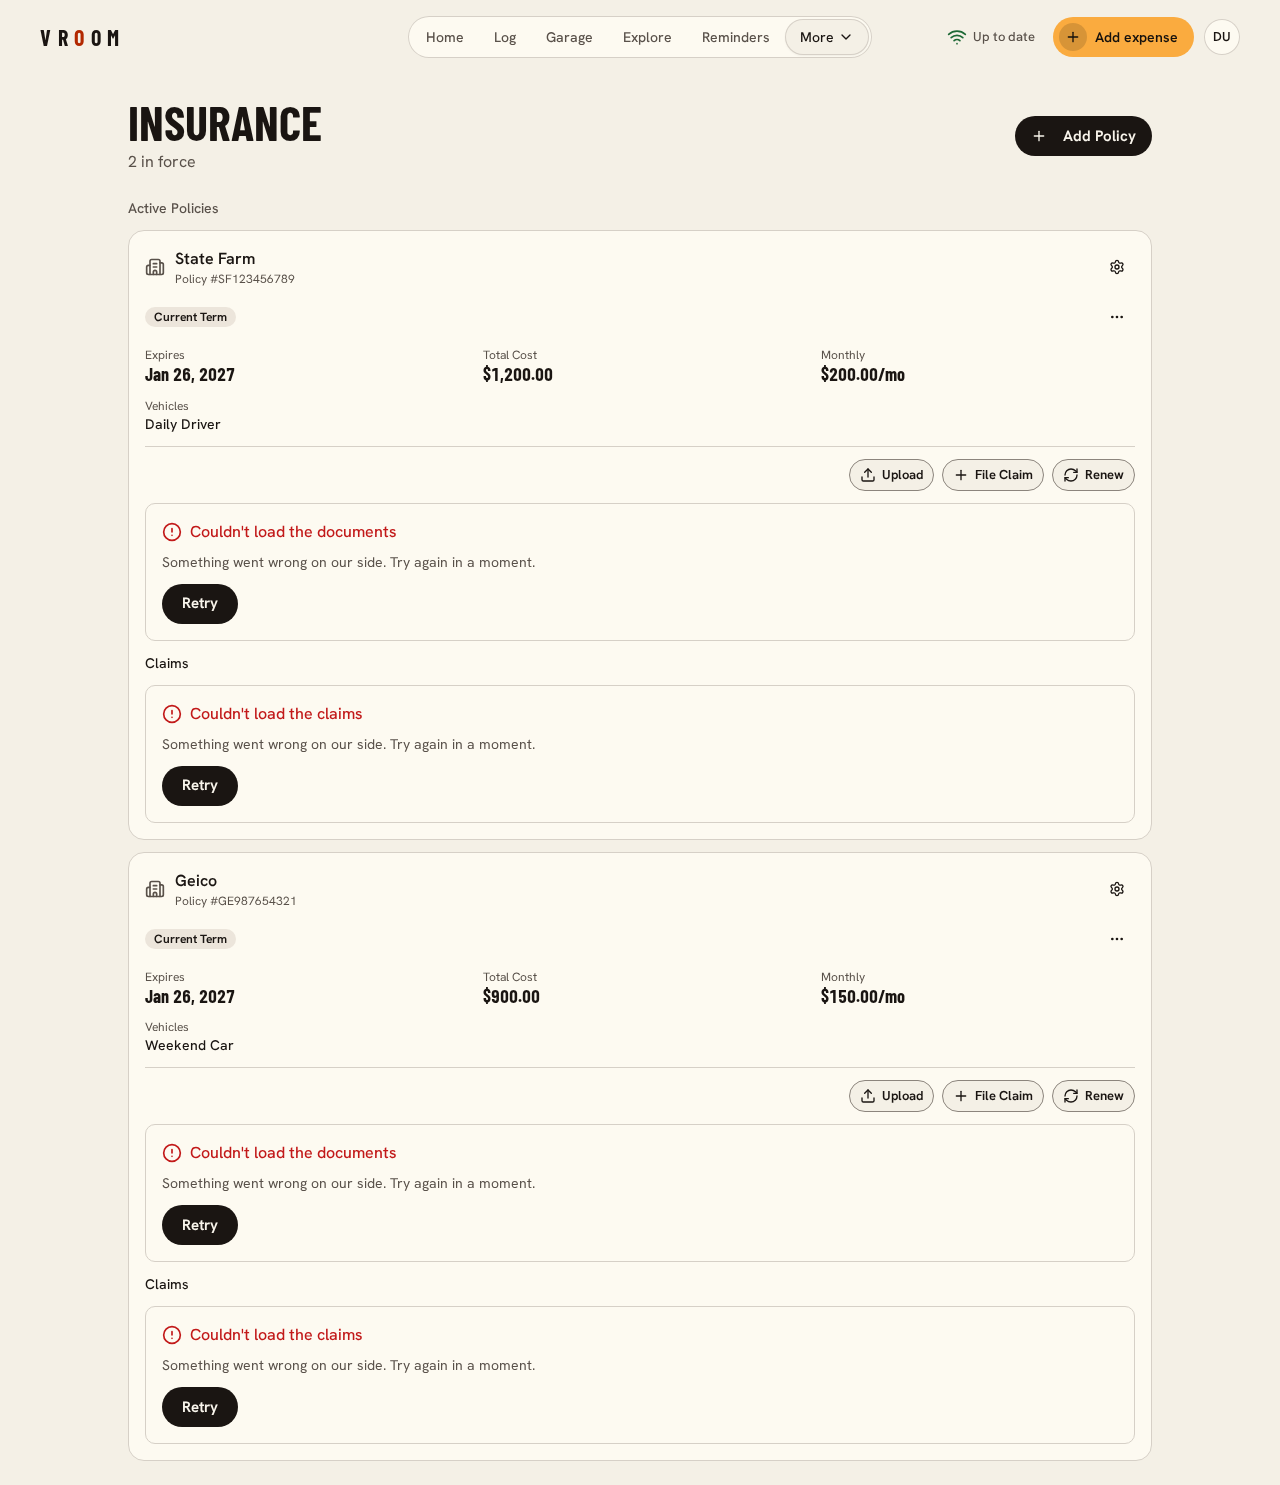 VROOM
Home Log Garage Explore Reminders More
Up to date
Add expense
DU
INSURANCE
2 in force
Add Policy
Active Policies
State Farm
Policy #SF123456789
Current Term
Expires Total Cost Monthly
Jan 26, 2027 $1,200.00 $200.00/mo
Vehicles
Daily Driver
Upload File Claim Renew
Couldn't load the documents
Something went wrong on our side. Try again in a moment.
Retry
Claims
Couldn't load the claims
Something went wrong on our side. Try again in a moment.
Retry
Geico
Policy #GE987654321
Current Term
Expires Total Cost Monthly
Jan 26, 2027 $900.00 $150.00/mo
Vehicles
Weekend Car
Upload File Claim Renew
Couldn't load the documents
Something went wrong on our side. Try again in a moment.
Retry
Claims
Couldn't load the claims
Something went wrong on our side. Try again in a moment.
Retry